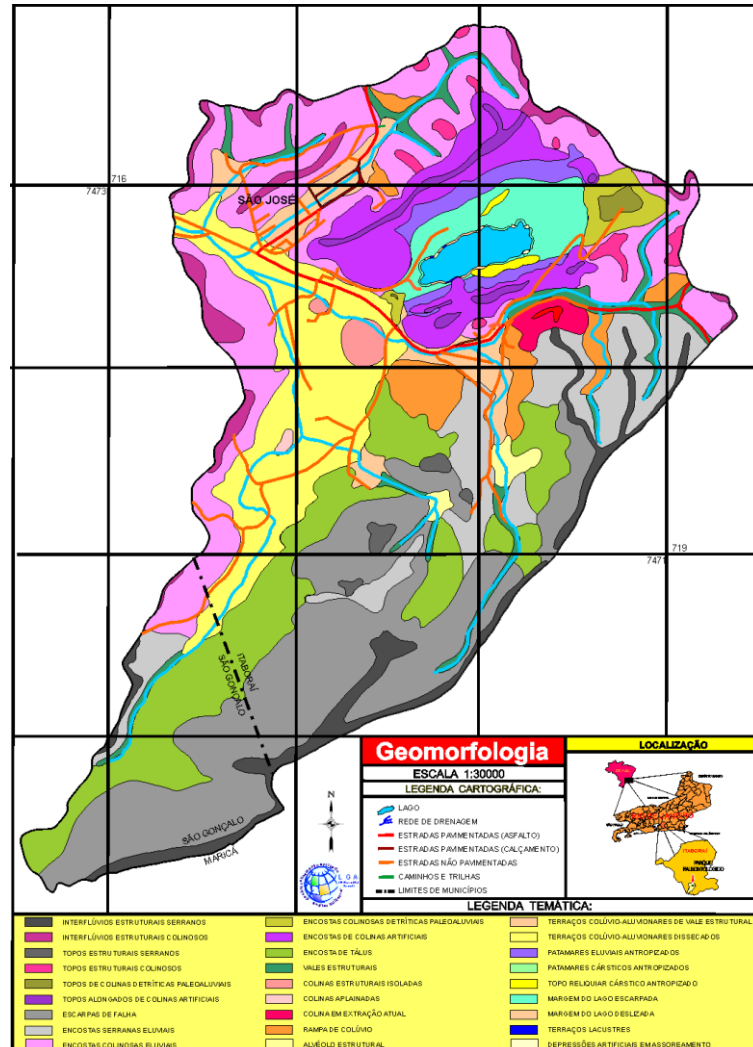 716
7473
SÃO JOSÉ
719
7471
ITABORAÍ
SÃO GONÇALO
SÃO GONÇALO
MARICÁ
Geomorfologia
ESCALA 1:30000
LEGENDA CARTOGRÁFICA:
LAGO
REDE DE DRENAGEM
ESTRADAS PAVIMENTADAS (ASFALTO)
ESTRADAS PAVIMENTADAS (CALÇAMENTO)
ESTRADAS NÃO PAVIMENTADAS
CAMINHOS E TRILHAS
LIMITES DE MUNICÍPIOS
N
LOCALIZAÇÃO
ITABORAÍ
PARQUE
PALEONTOLÓGICO
LEGENDA TEMÁTICA:
INTERFLÚVIOS ESTRUTURAIS SERRANOS
INTERFLÚVIOS ESTRUTURAIS COLINOSOS
TOPOS ESTRUTURAIS SERRANOS
TOPOS ESTRUTURAIS COLINOSOS
TOPOS DE COLINAS DETRÍTICAS PALEOALUVIAIS
TOPOS ALONGADOS DE COLINAS ARTIFICIAIS
ESCARPAS DE FALHA
ENCOSTAS SERRANAS ELUVIAIS
ENCOSTAS COLINOSAS ELUVIAIS
ENCOSTAS COLINOSAS DETRÍTICAS PALEOALUVIAIS
ENCOSTAS DE COLINAS ARTIFICIAIS
ENCOSTA DE TÁLUS
VALES ESTRUTURAIS
COLINAS ESTRUTURAIS ISOLADAS
COLINAS APLAINADAS
COLINA EM EXTRAÇÃO ATUAL
RAMPA DE COLÚVIO
ALVÉOLO ESTRUTURAL
TERRAÇOS COLÚVIO-ALUVIONARES DE VALE ESTRUTURAL
TERRAÇOS COLÚVIO-ALUVIONARES DISSECADOS
PATAMARES ELUVIAIS ANTROPIZADOS
PATAMARES CÁRSTICOS ANTROPIZADOS
TOPO RELIQUIAR CÁRSTICO ANTROPIZADO
MARGEM DO LAGO ESCARPADA
MARGEM DO LAGO DESLIZADA
TERRAÇOS LACUSTRES
DEPRESSÕES ARTIFICIAIS EM ASSOREAMENTO